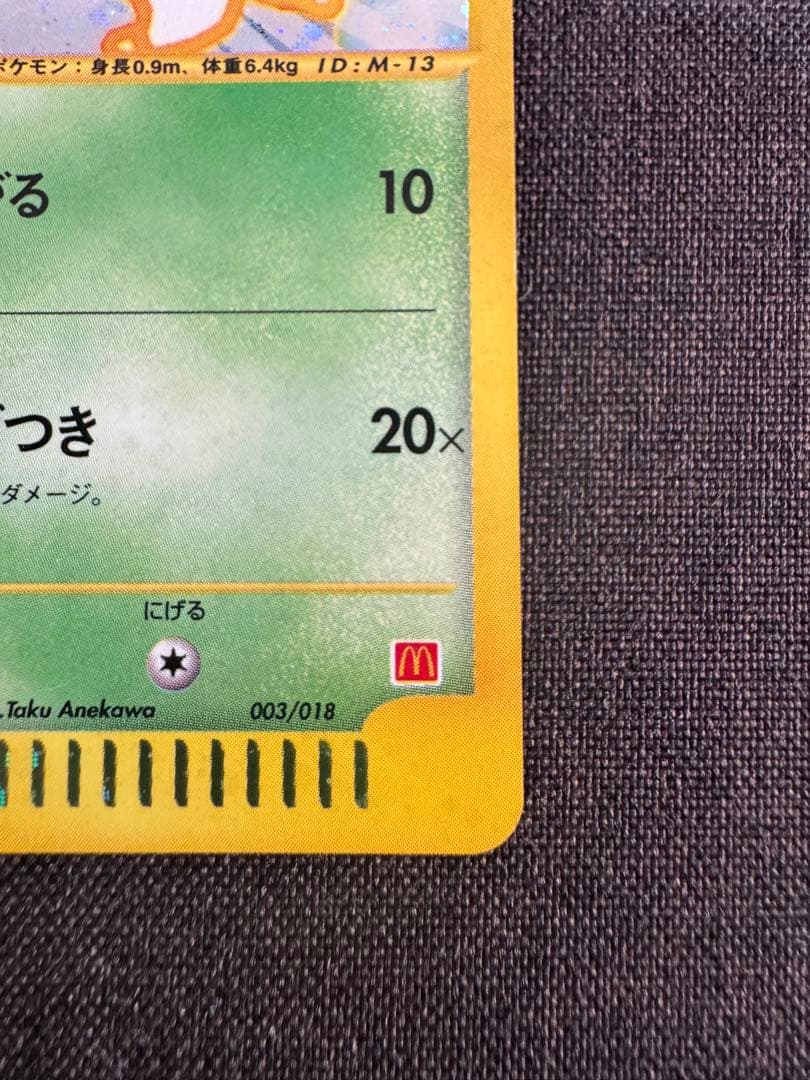 ポケモン：身長0.9m、体重6.4kg ID:M-13
がる 10
つき 20×
ダメージ。
にげる
M
.Taku Anekawa 003/018